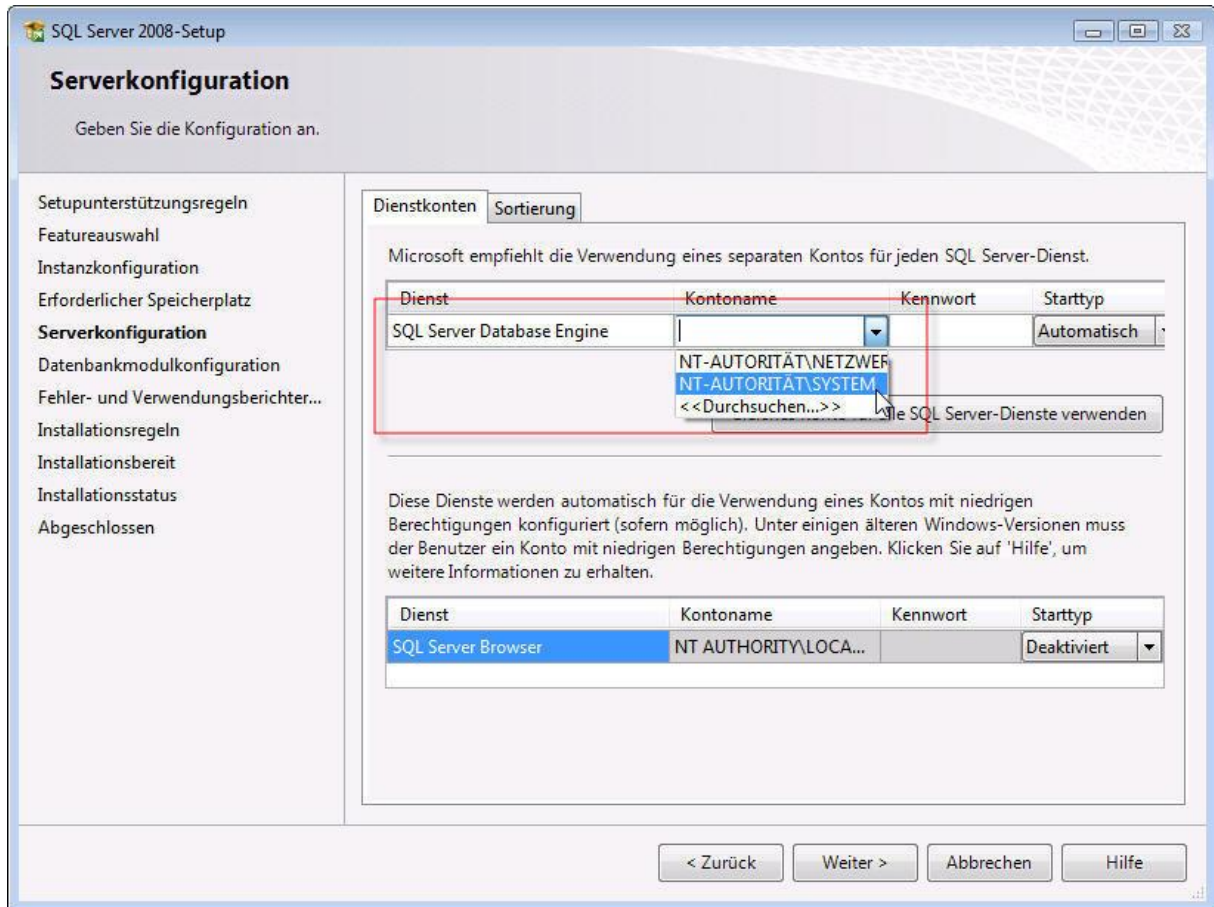 SQL Server 2008-Setup
Serverkonfiguration
Geben Sie die Konfiguration an.
Setupunterstützungsregeln
Featureauswahl
Instanzkonfiguration
Erforderlicher Speicherplatz
Serverkonfiguration
Datenbankmodulkonfiguration
Fehler- und Verwendungsberichter...
Installationsregeln
Installationsbereit
Installationsstatus
Abgeschlossen
Dienstkonten Sortierung
Microsoft empfiehlt die Verwendung eines separaten Kontos für jeden SQL Server-Dienst.
Dienst Kontoname Kennwort Starttyp
SQL Server Database Engine Automatisch
NT-AUTORITÄT\NETZWER
NT-AUTORITÄT\SYSTEM
<<Durchsuchen...>>
SQL Server-Dienste verwenden
Diese Dienste werden automatisch für die Verwendung eines Kontos mit niedrigen
Berechtigungen konfiguriert (sofern möglich). Unter einigen älteren Windows-Versionen muss
der Benutzer ein Konto mit niedrigen Berechtigungen angeben. Klicken Sie auf 'Hilfe', um
weitere Informationen zu erhalten.
Dienst Kontoname Kennwort Starttyp
SQL Server Browser NT AUTHORITY\LOCA... Deaktiviert
< Zurück Weiter > Abbrechen Hilfe